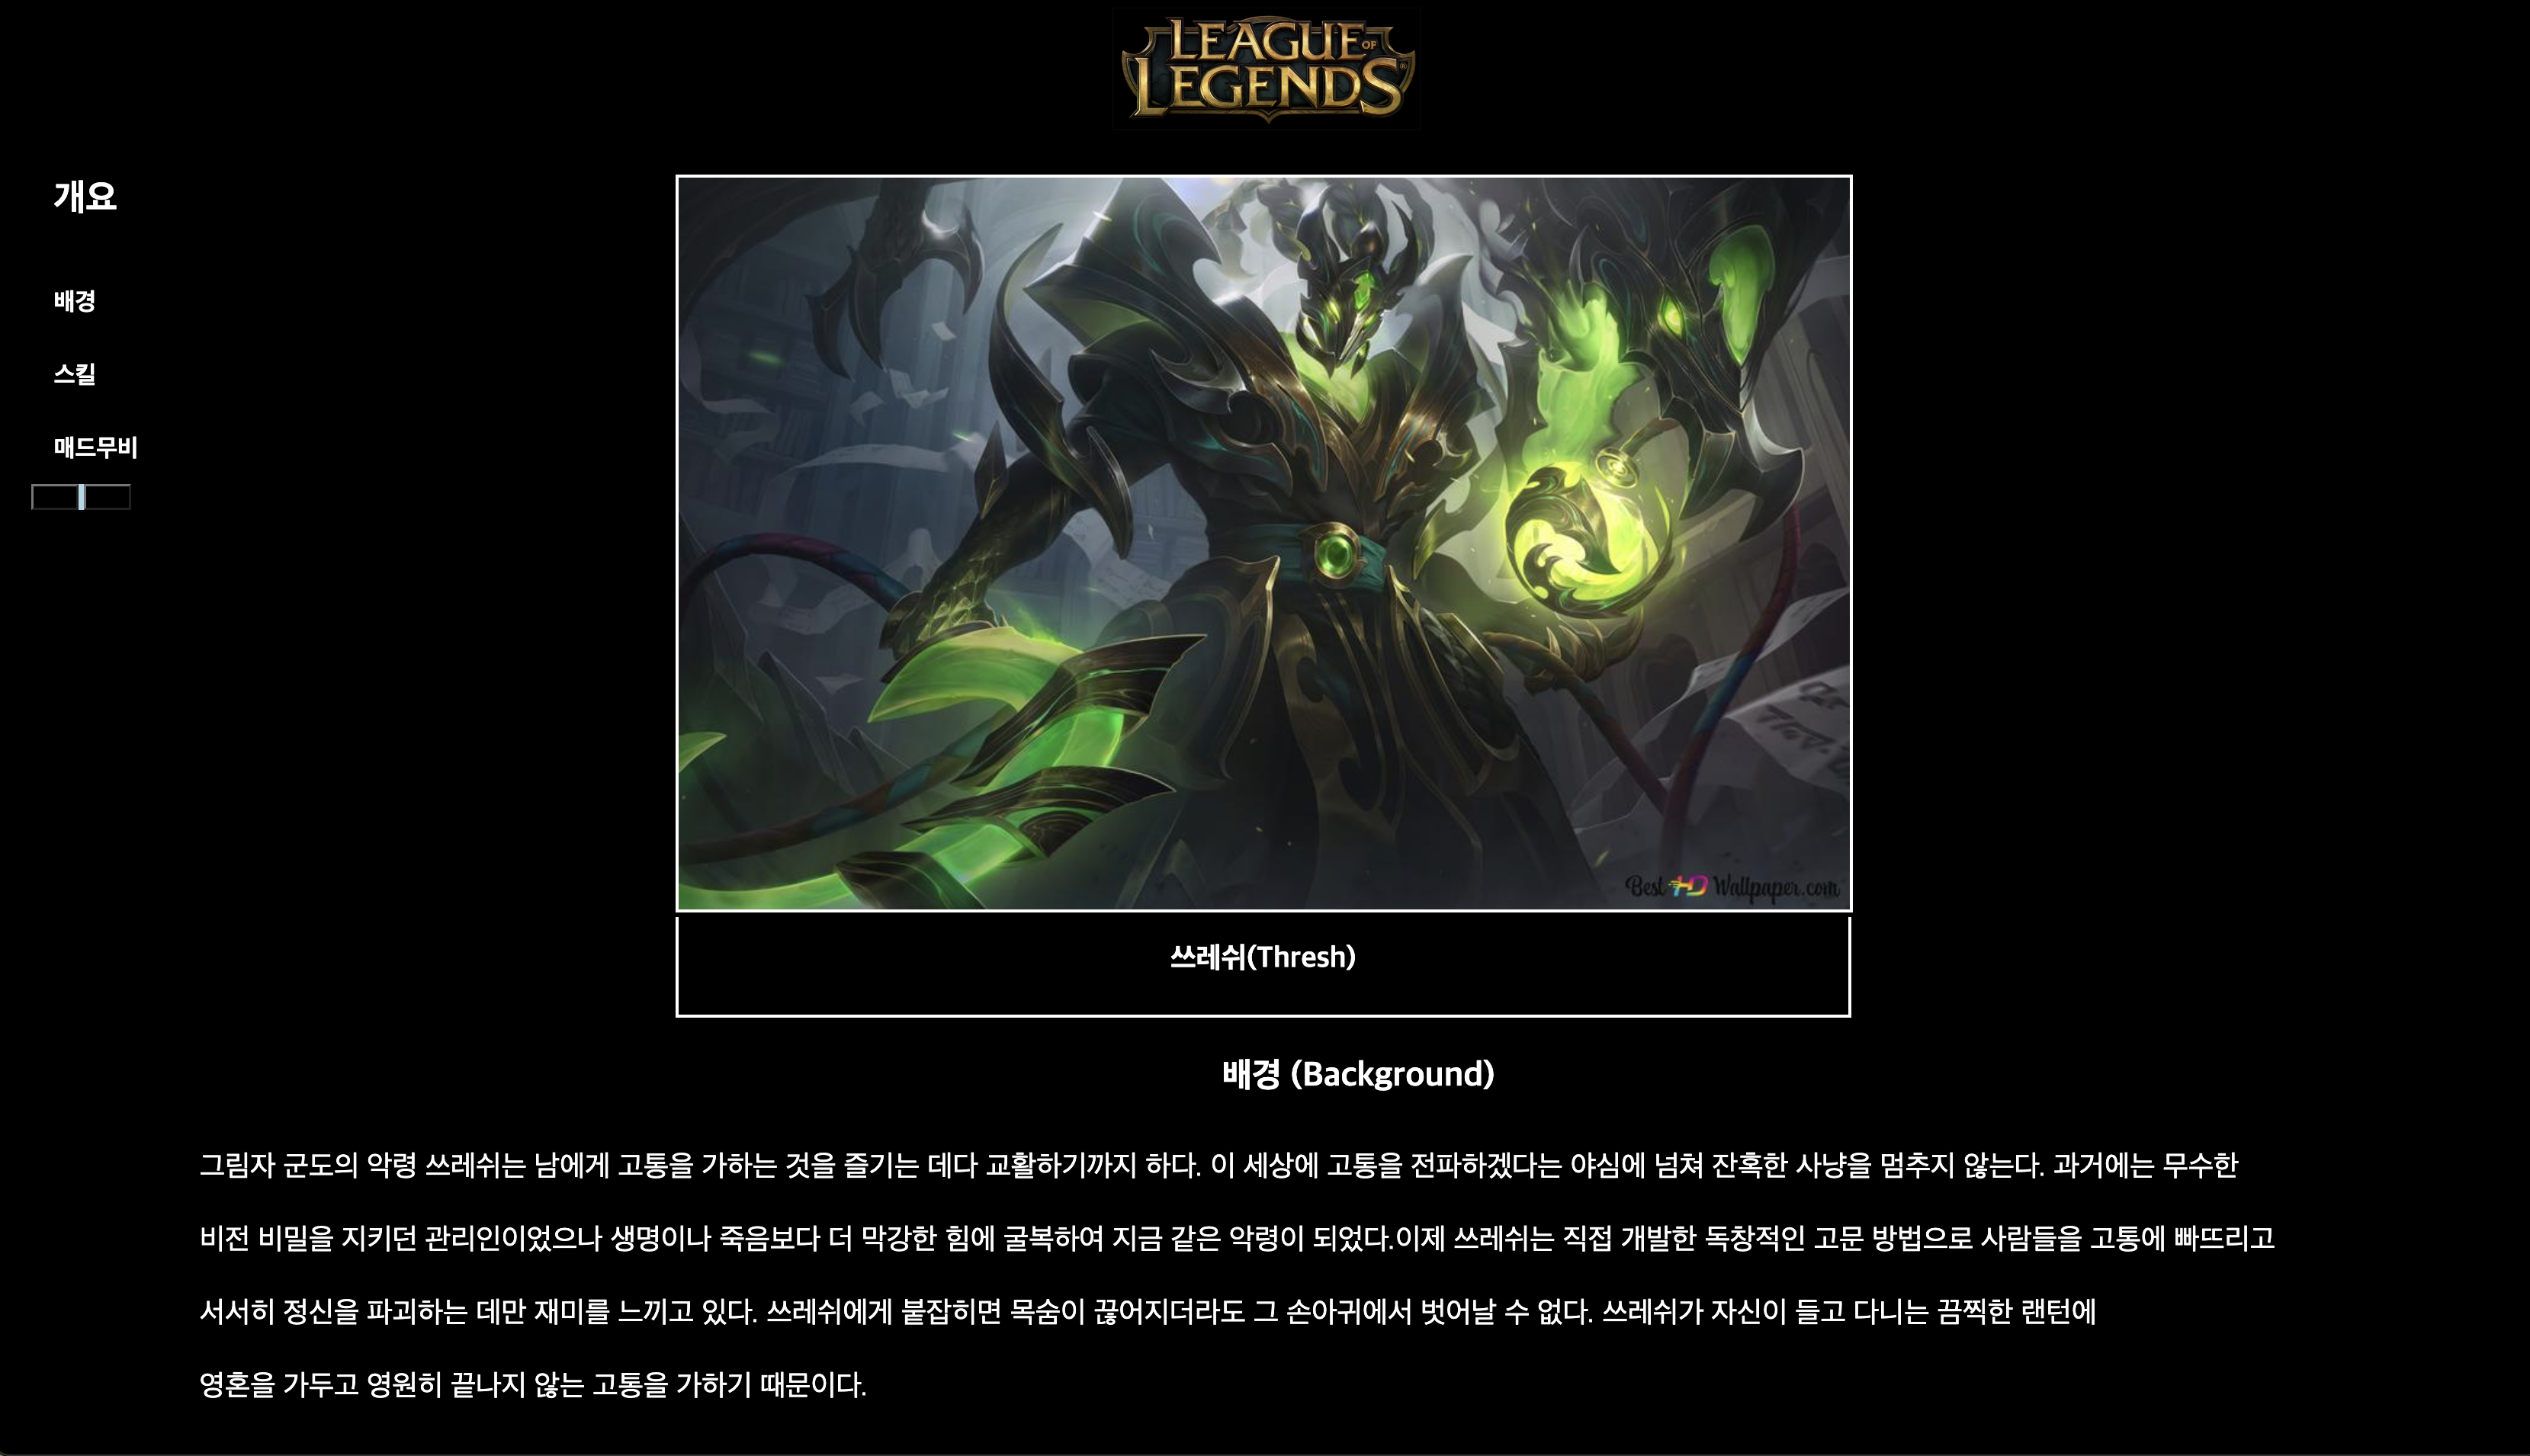 LEAGUE OF
LEGENDS®
개요
배경
스킬
매드무비
Best HD Wallpaper.com
쓰레쉬(Thresh)
배경 (Background)
그림자 군도의 악령 쓰레쉬는 남에게 고통을 가하는 것을 즐기는 데다 교활하기까지 하다. 이 세상에 고통을 전파하겠다는 야심에 넘쳐 잔혹한 사냥을 멈추지 않는다. 과거에는 무수한
비전 비밀을 지키던 관리인이었으나 생명이나 죽음보다 더 막강한 힘에 굴복하여 지금 같은 악령이 되었다.이제 쓰레쉬는 직접 개발한 독창적인 고문 방법으로 사람들을 고통에 빠뜨리고
서서히 정신을 파괴하는 데만 재미를 느끼고 있다. 쓰레쉬에게 붙잡히면 목숨이 끊어지더라도 그 손아귀에서 벗어날 수 없다. 쓰레쉬가 자신이 들고 다니는 끔찍한 랜턴에
영혼을 가두고 영원히 끝나지 않는 고통을 가하기 때문이다.